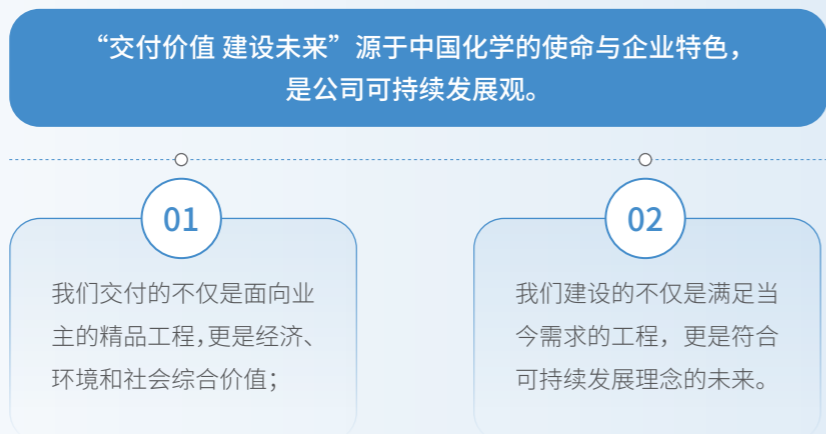 “交付价值 建设未来”源于中国化学的使命与企业特色，
是公司可持续发展观。
01
我们交付的不仅是面向业
主的精品工程，更是经济、
环境和社会综合价值；
02
我们建设的不仅是满足当
今需求的工程，更是符合
可持续发展理念的未来。